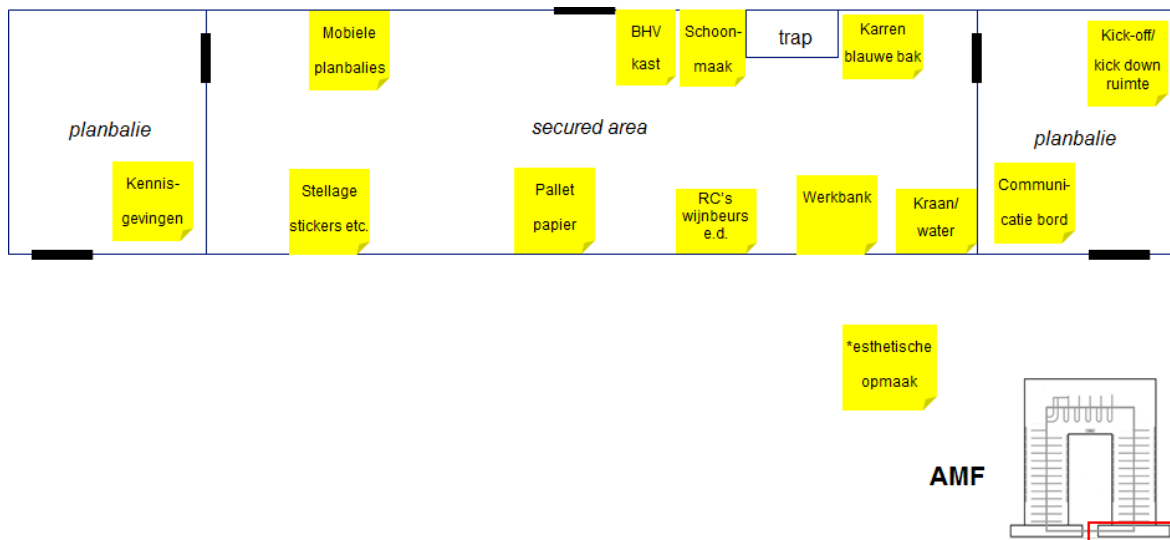 Mobiele
planbalies
BHV
kast
Schoon-
maak
trap
Karren
blauwe bak
Kick-off/
kick down
ruimte
planbalie
secured area
planbalie
Kennis-
gevingen
Stellage
stickers etc.
Pallet
papier
RC's
wijnbeurs
e.d.
Werkbank
Kraan/
water
Communi-
catie bord
*esthetische
opmaak
AMF